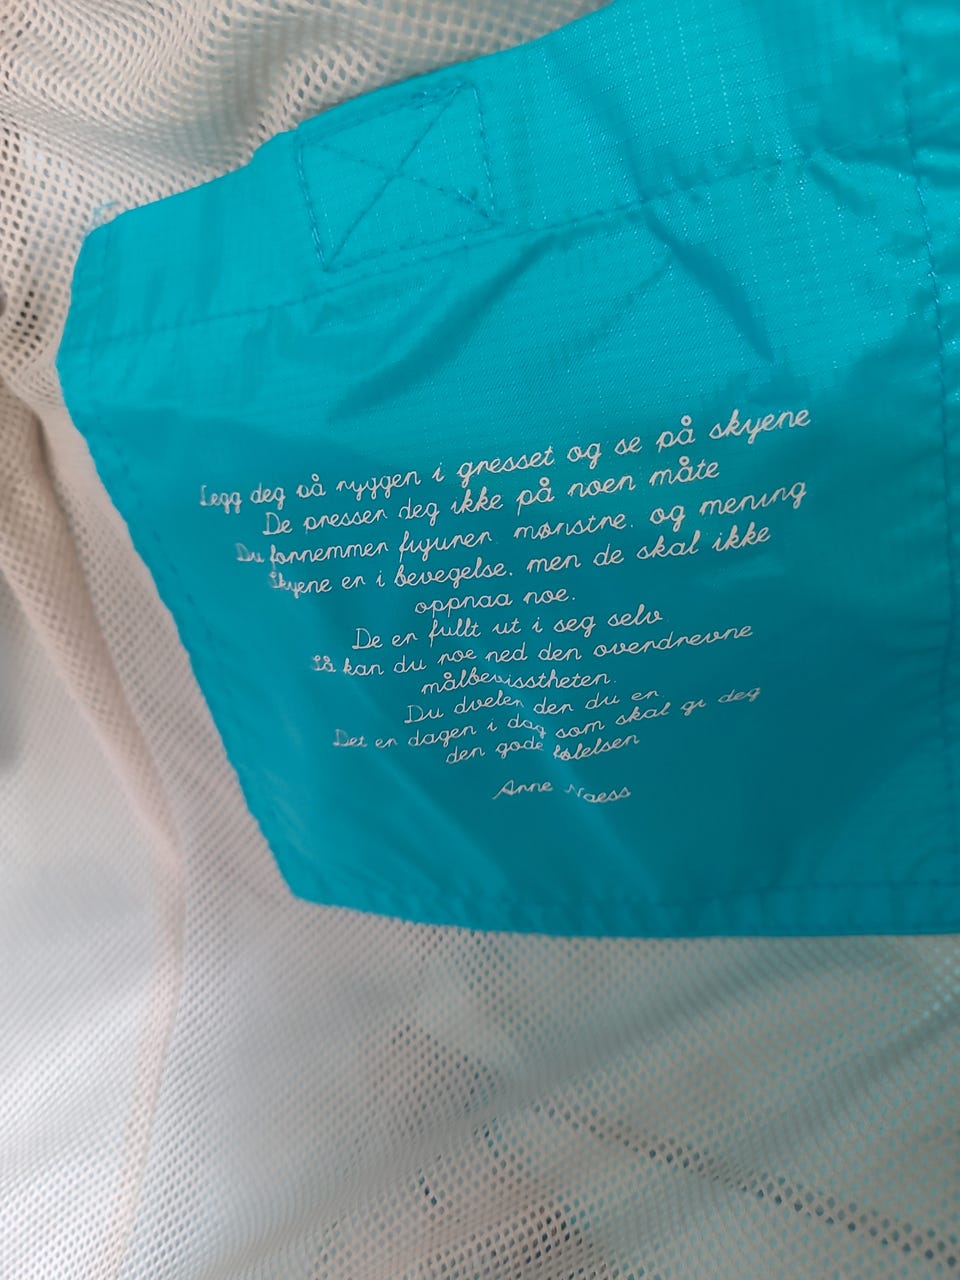 Legg deg på ryggen i gresset og se på skyene
De presser deg ikke på noen måte
Du fornemmer figurer, mønstre, og mening
Skyene er i bevegelse, men de skal ikke
oppnaa noe.
De er fullt ut i seg selv
Så kan du roe ned den overdrevne
målbevisstheten.
Du dveler der du er.
Det er dagen i dag som skal gi deg
den gode følelsen
Arne Naess